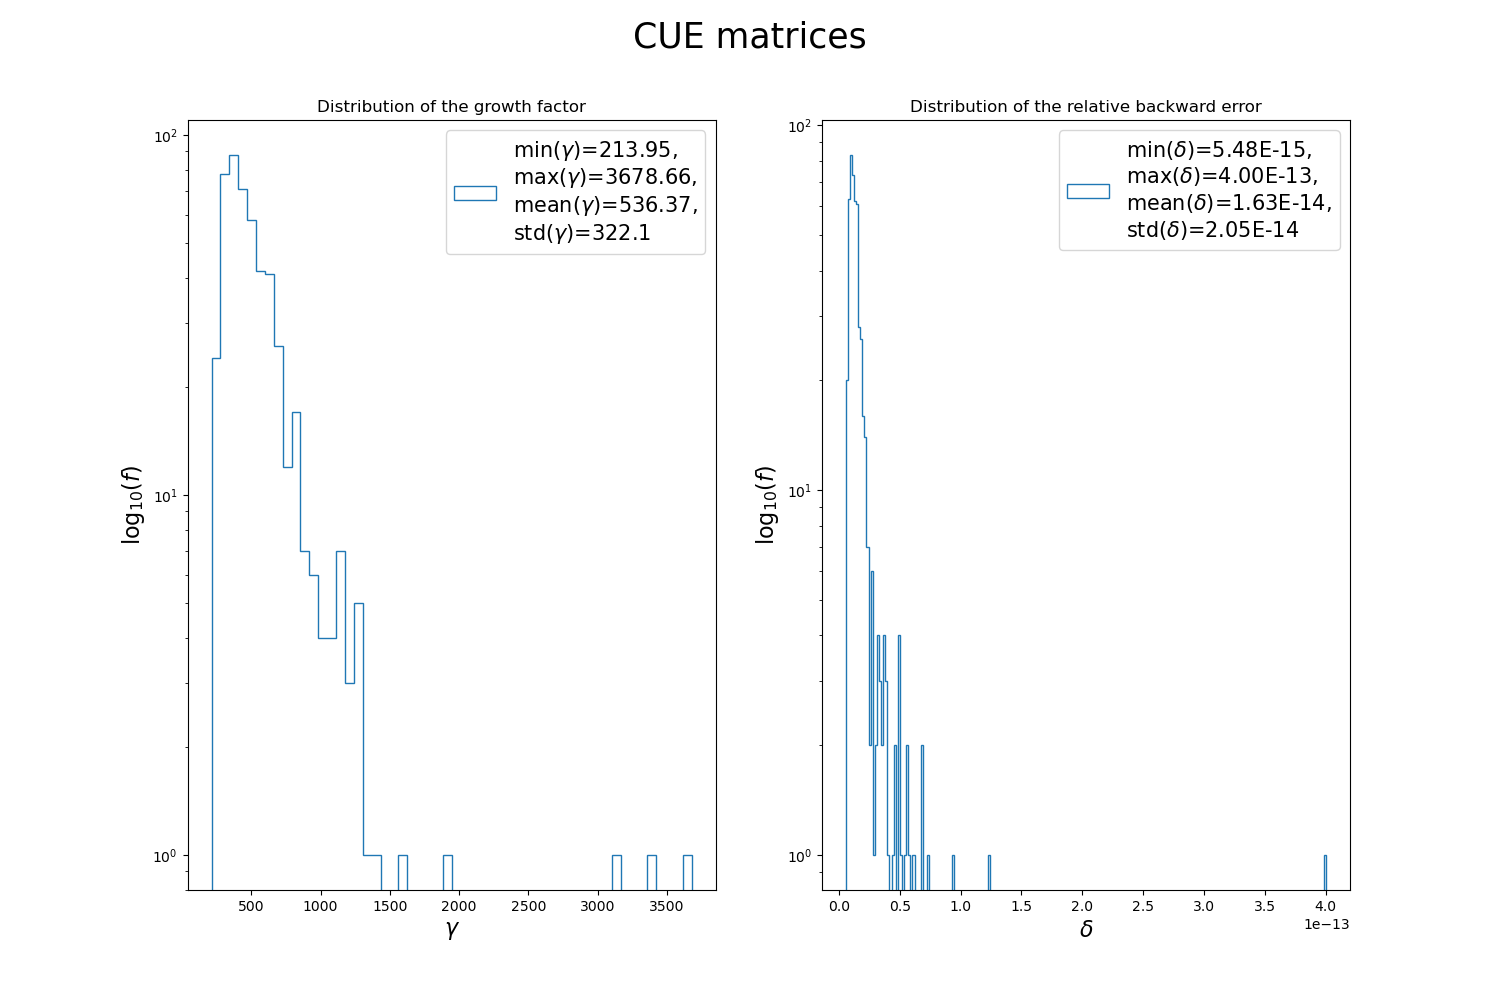 CUE matrices
Distribution of the growth factor
min(γ)=213.95,
max(γ)=3678.66,
mean(γ)=536.37,
std(γ)=322.1
10²
10¹
10⁰
log₁₀(f)
500 1000 1500 2000 2500 3000 3500
γ
Distribution of the relative backward error
min(δ)=5.48E-15,
max(δ)=4.00E-13,
mean(δ)=1.63E-14,
std(δ)=2.05E-14
10²
10¹
10⁰
log₁₀(f)
0.0 0.5 1.0 1.5 2.0 2.5 3.0 3.5 4.0
1e−13
δ